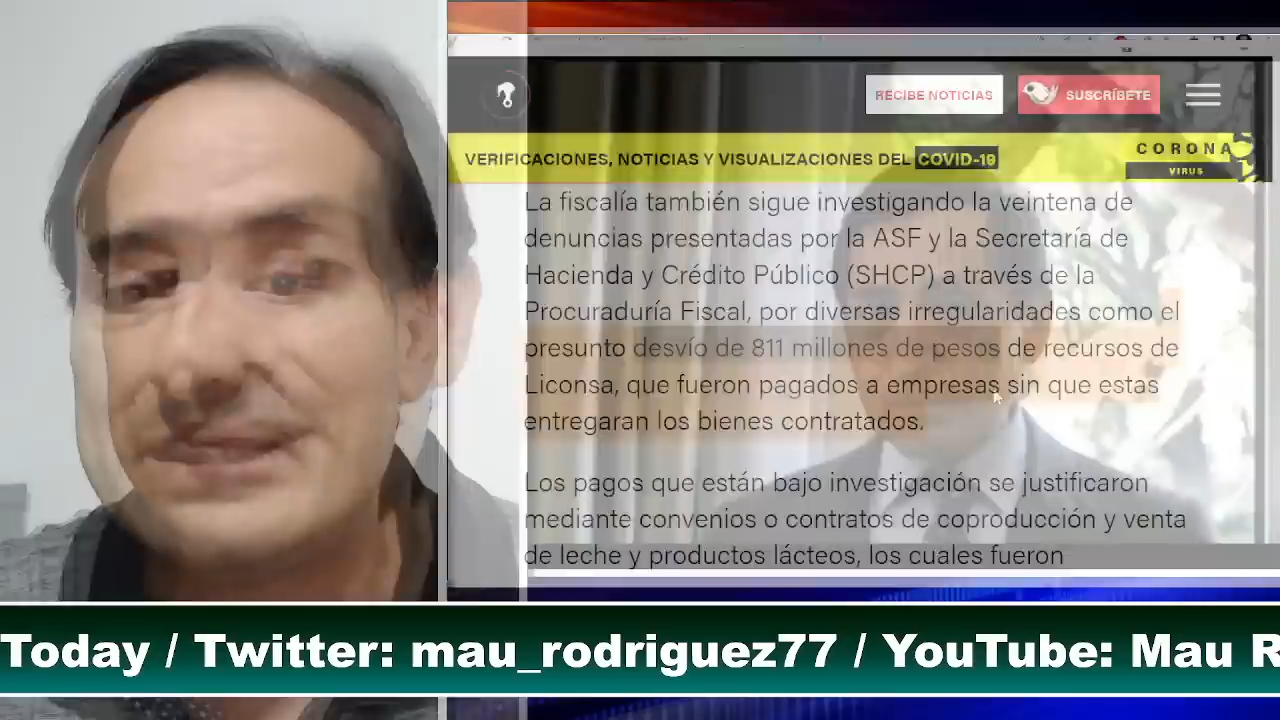 RECIBE NOTICIAS
SUSCRÍBETE
VERIFICACIONES, NOTICIAS Y VISUALIZACIONES DEL COVID-19
CORONA
VIRUS
La fiscalía también sigue investigando la veintena de
denuncias presentadas por la ASF y la Secretaría de
Hacienda y Crédito Público (SHCP) a través de la
Procuraduría Fiscal, por diversas irregularidades como el
presunto desvío de 811 millones de pesos de recursos de
Liconsa, que fueron pagados a empresas sin que estas
entregaran los bienes contratados.
Los pagos que están bajo investigación se justificaron
mediante convenios o contratos de coproducción y venta
de leche y productos lácteos, los cuales fueron
Today / Twitter: mau_rodriguez77 / YouTube: Mau R